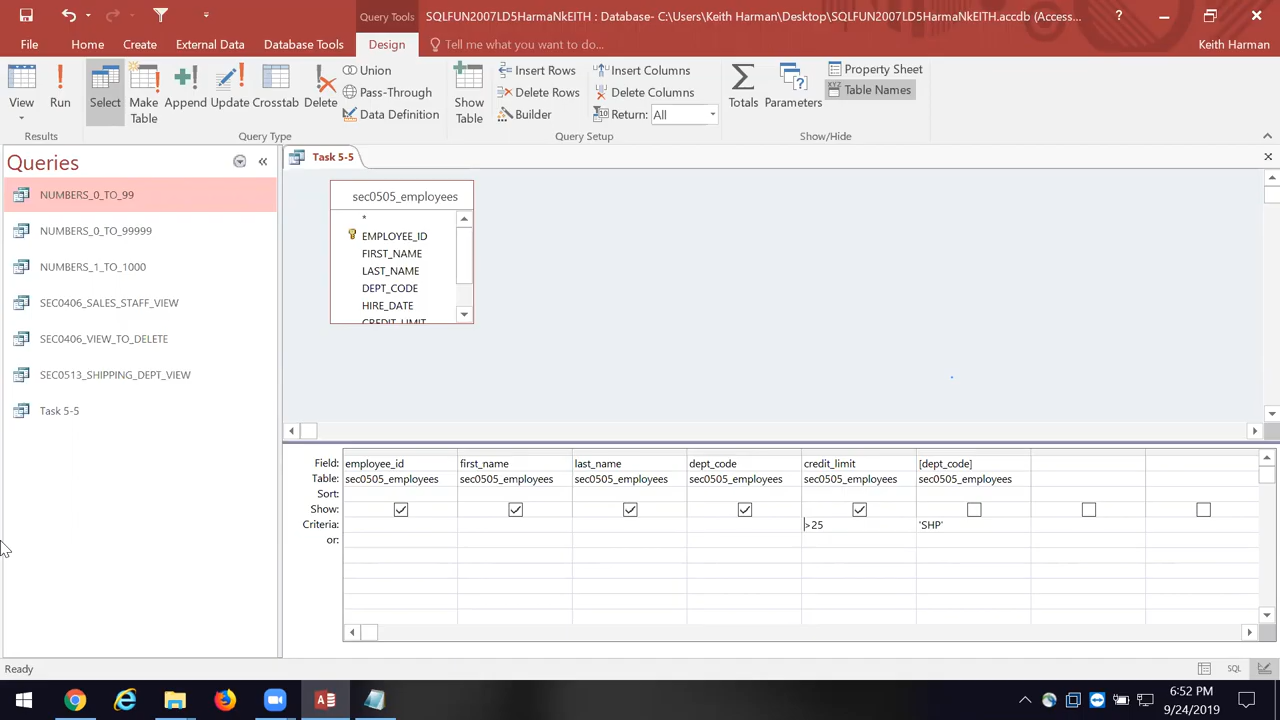 Query Tools
SQLFUN2007LD5HarmaNkEITH : Database- C:\Users\Keith Harman\Desktop\SQLFUN2007LD5HarmaNkEITH.accdb (Access...
?
File Home Create External Data Database Tools Design Tell me what you want to do... Keith Harman
View Run Select Make Table Append Update Crosstab Delete
Union
Pass-Through
Data Definition
Show Table
Insert Rows
Delete Rows
Builder
Insert Columns
Delete Columns
Return: All
Totals Parameters
Property Sheet
Table Names
Results Query Type Query Setup Show/Hide
Queries
NUMBERS_0_TO_99
NUMBERS_0_TO_99999
NUMBERS_1_TO_1000
SEC0406_SALES_STAFF_VIEW
SEC0406_VIEW_TO_DELETE
SEC0513_SHIPPING_DEPT_VIEW
Task 5-5
Task 5-5
sec0505_employees
*
EMPLOYEE_ID
FIRST_NAME
LAST_NAME
DEPT_CODE
HIRE_DATE
CREDIT_LIMIT
Field: employee_id first_name last_name dept_code credit_limit [dept_code]
Table: sec0505_employees sec0505_employees sec0505_employees sec0505_employees sec0505_employees sec0505_employees
Sort:
Show:
Criteria: >25 'SHP'
or:
Ready SQL
6:52 PM
9/24/2019